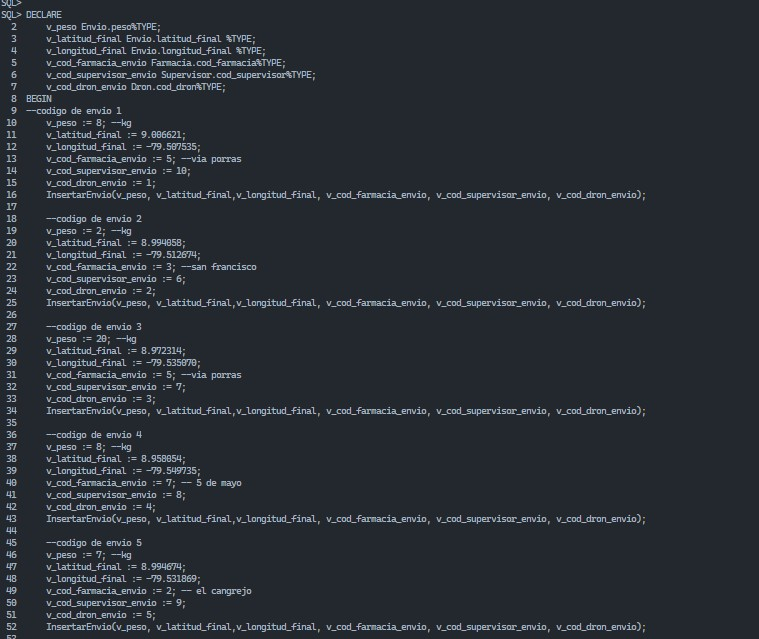 SQL>
SQL> DECLARE
2 v_peso Envio.peso%TYPE;
3 v_latitud_final Envio.latitud_final %TYPE;
4 v_longitud_final Envio.longitud_final %TYPE;
5 v_cod_farmacia_envio Farmacia.cod_farmacia%TYPE;
6 v_cod_supervisor_envio Supervisor.cod_supervisor%TYPE;
7 v_cod_dron_envio Dron.cod_dron%TYPE;
8 BEGIN
9 --codigo de envio 1
10 v_peso := 8; --kg
11 v_latitud_final := 9.006621;
12 v_longitud_final := -79.507535;
13 v_cod_farmacia_envio := 5; --via porras
14 v_cod_supervisor_envio := 10;
15 v_cod_dron_envio := 1;
16 InsertarEnvio(v_peso, v_latitud_final,v_longitud_final, v_cod_farmacia_envio, v_cod_supervisor_envio, v_cod_dron_envio);
17
18 --codigo de envio 2
19 v_peso := 2; --kg
20 v_latitud_final := 8.994058;
21 v_longitud_final := -79.512674;
22 v_cod_farmacia_envio := 3; --san francisco
23 v_cod_supervisor_envio := 6;
24 v_cod_dron_envio := 2;
25 InsertarEnvio(v_peso, v_latitud_final,v_longitud_final, v_cod_farmacia_envio, v_cod_supervisor_envio, v_cod_dron_envio);
26
27 --codigo de envio 3
28 v_peso := 20; --kg
29 v_latitud_final := 8.972314;
30 v_longitud_final := -79.535070;
31 v_cod_farmacia_envio := 5; --via porras
32 v_cod_supervisor_envio := 7;
33 v_cod_dron_envio := 3;
34 InsertarEnvio(v_peso, v_latitud_final,v_longitud_final, v_cod_farmacia_envio, v_cod_supervisor_envio, v_cod_dron_envio);
35
36 --codigo de envio 4
37 v_peso := 8; --kg
38 v_latitud_final := 8.958054;
39 v_longitud_final := -79.549735;
40 v_cod_farmacia_envio := 7; -- 5 de mayo
41 v_cod_supervisor_envio := 8;
42 v_cod_dron_envio := 4;
43 InsertarEnvio(v_peso, v_latitud_final,v_longitud_final, v_cod_farmacia_envio, v_cod_supervisor_envio, v_cod_dron_envio);
44
45 --codigo de envio 5
46 v_peso := 7; --kg
47 v_latitud_final := 8.994674;
48 v_longitud_final := -79.531869;
49 v_cod_farmacia_envio := 2; -- el cangrejo
50 v_cod_supervisor_envio := 9;
51 v_cod_dron_envio := 5;
52 InsertarEnvio(v_peso, v_latitud_final,v_longitud_final, v_cod_farmacia_envio, v_cod_supervisor_envio, v_cod_dron_envio);
53